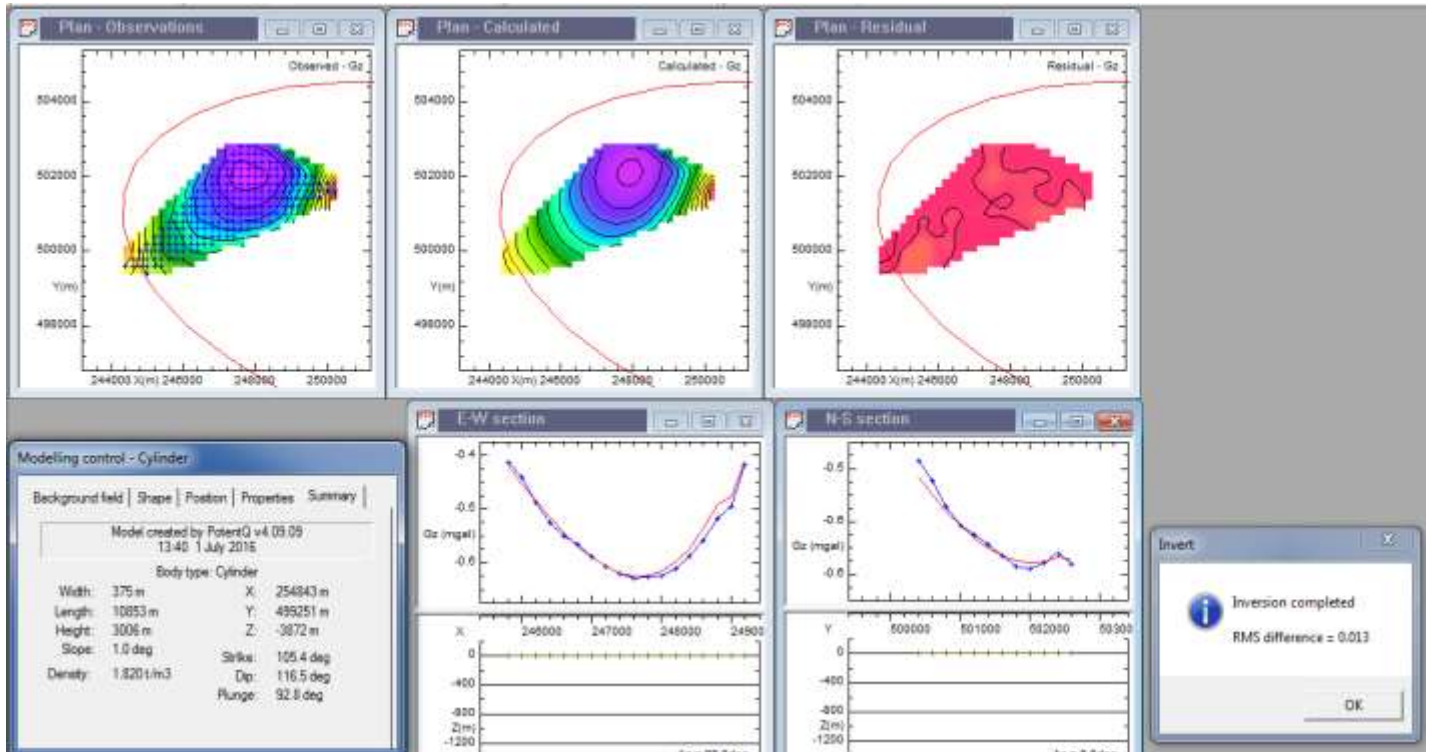 Plan - Observations
Plan - Calculated
Plan - Residual
Observed - Gz
504000
502000
500000
Y(m)
498000
244000 X(m) 246000 248000 250000
Calculated - Gz
504000
502000
500000
Y(m)
498000
244000 X(m) 246000 248000 250000
Residual - Gz
504000
502000
500000
Y(m)
498000
244000 X(m) 246000 248000 250000
Modelling control - Cylinder
Background field Shape Position Properties Summary
Model created by PotentQ v4.09.09
13:40 1 July 2016
Body type: Cylinder
Width: 375 m X: 254843 m
Length: 10853 m Y: 499251 m
Height: 3006 m Z: -3872 m
Slope: 1.0 deg Strike: 105.4 deg
Density: 1.820 t/m3 Dip: 116.5 deg
Plunge: 92.8 deg
E-W section
-0.4
Gz (mgal)
-0.6
X 246000 247000 248000
0
-400
-800
Z(m)
-1200
N-S section
-0.5
Gz (mgal)
Y 500000 501000 502000
0
-400
-800
Z(m)
-1200
Invert
Inversion completed
RMS difference = 0.013
OK